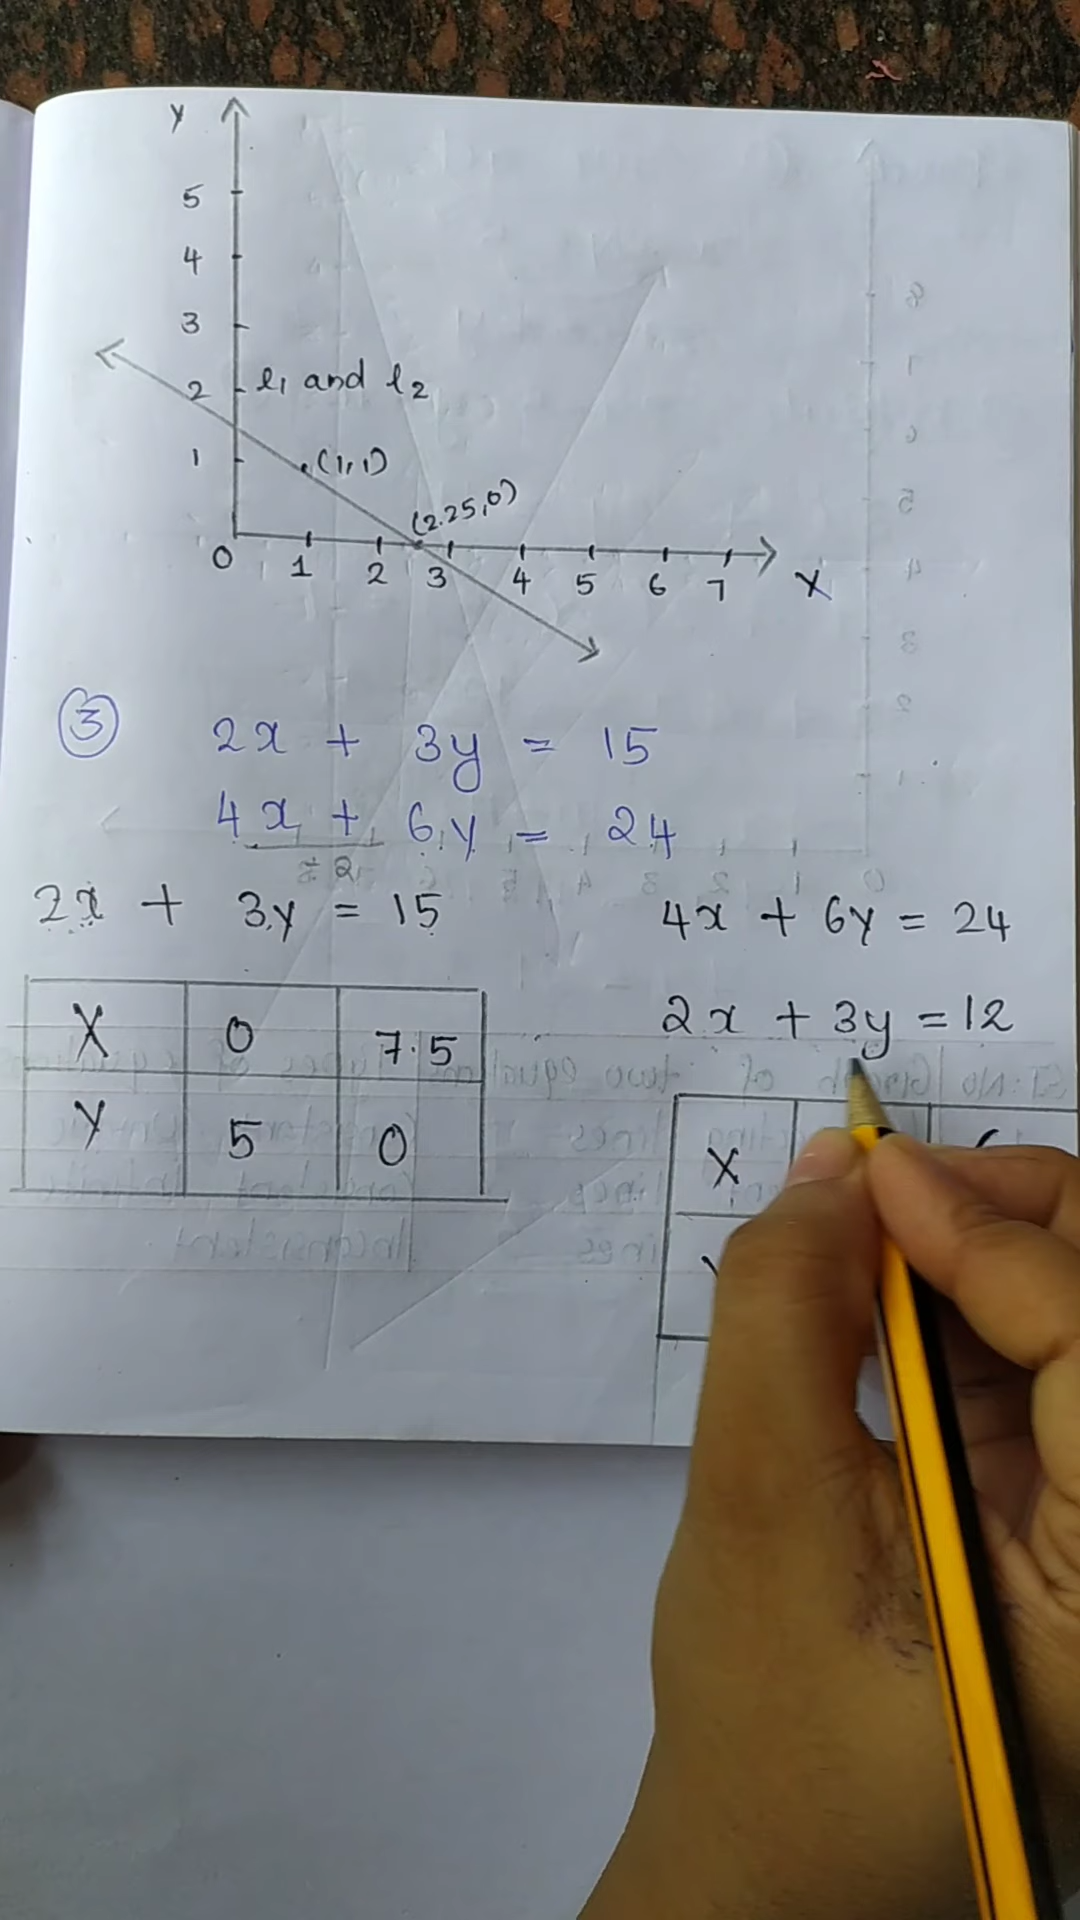 Y
5
4
3
2 l₁ and l₂
1 (1,1)
(2.25,0)
0 1 2 3 4 5 6 7 X
③ 2x + 3y = 15
4x + 6y = 24
2x + 3y = 15
4x + 6y = 24
2x + 3y = 12
X 0 7.5
Y 5 0
X